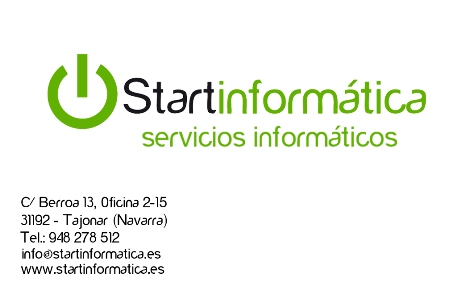 Startinformática
servicios informáticos
C/ Berroa 13, Oficina 2-15
31192 - Tajonar (Navarra)
Tel.: 948 278 512
info@startinformatica.es
www.startinformatica.es